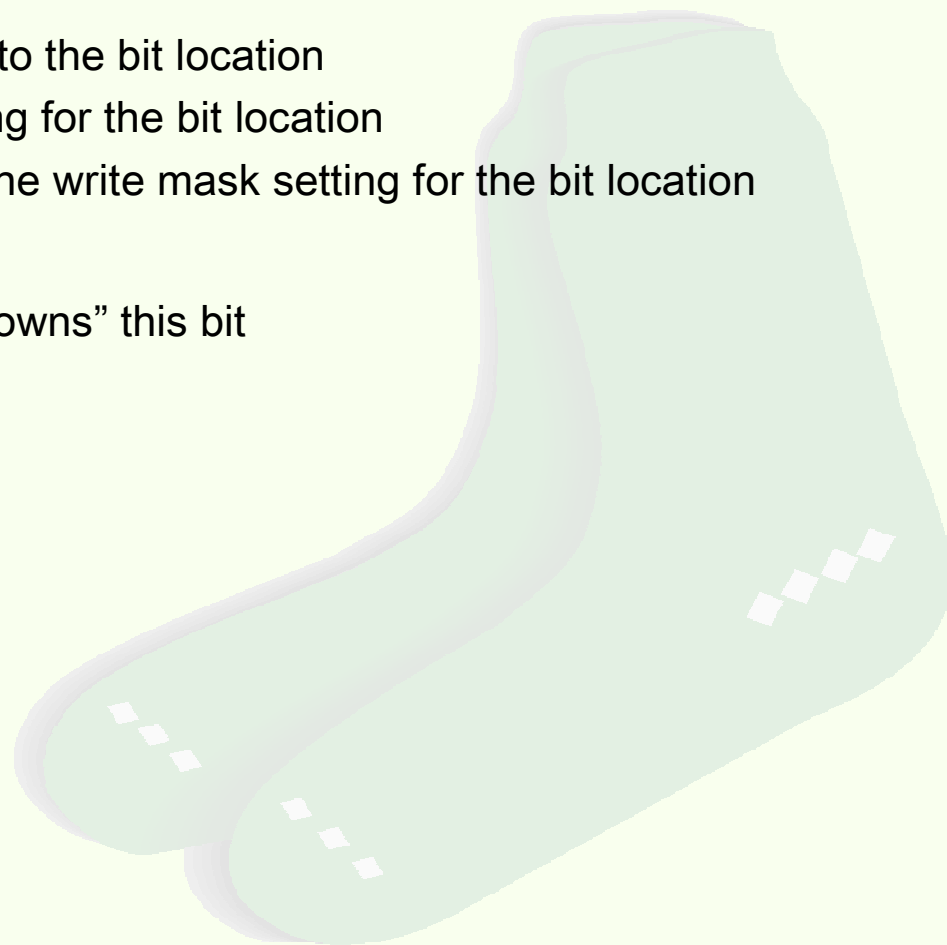 to the bit location
ng for the bit location
he write mask setting for the bit location
owns” this bit